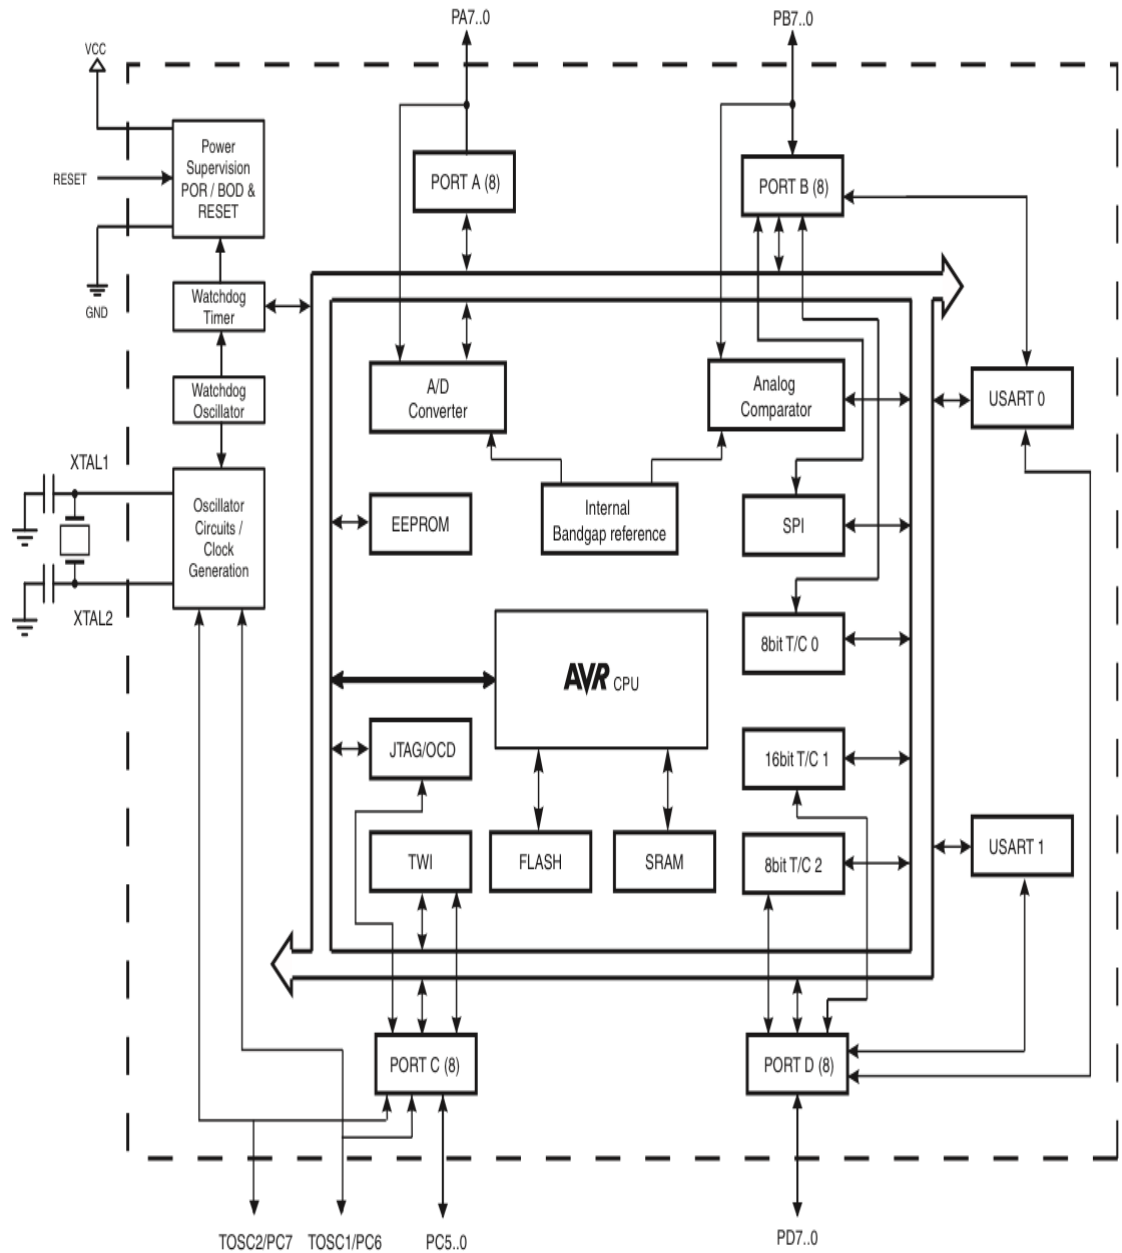 PA7..0
PB7..0
VCC
Power
Supervision
POR / BOD &
RESET
RESET
PORT A (8)
PORT B (8)
GND
Watchdog
Timer
Watchdog
Oscillator
A/D
Converter
Analog
Comparator
USART 0
XTAL1
Oscillator
Circuits /
Clock
Generation
XTAL2
EEPROM
Internal
Bandgap reference
SPI
8bit T/C 0
AVR CPU
JTAG/OCD
16bit T/C 1
TWI
FLASH
SRAM
8bit T/C 2
USART 1
PORT C (8)
PORT D (8)
TOSC2/PC7
TOSC1/PC6
PC5..0
PD7..0